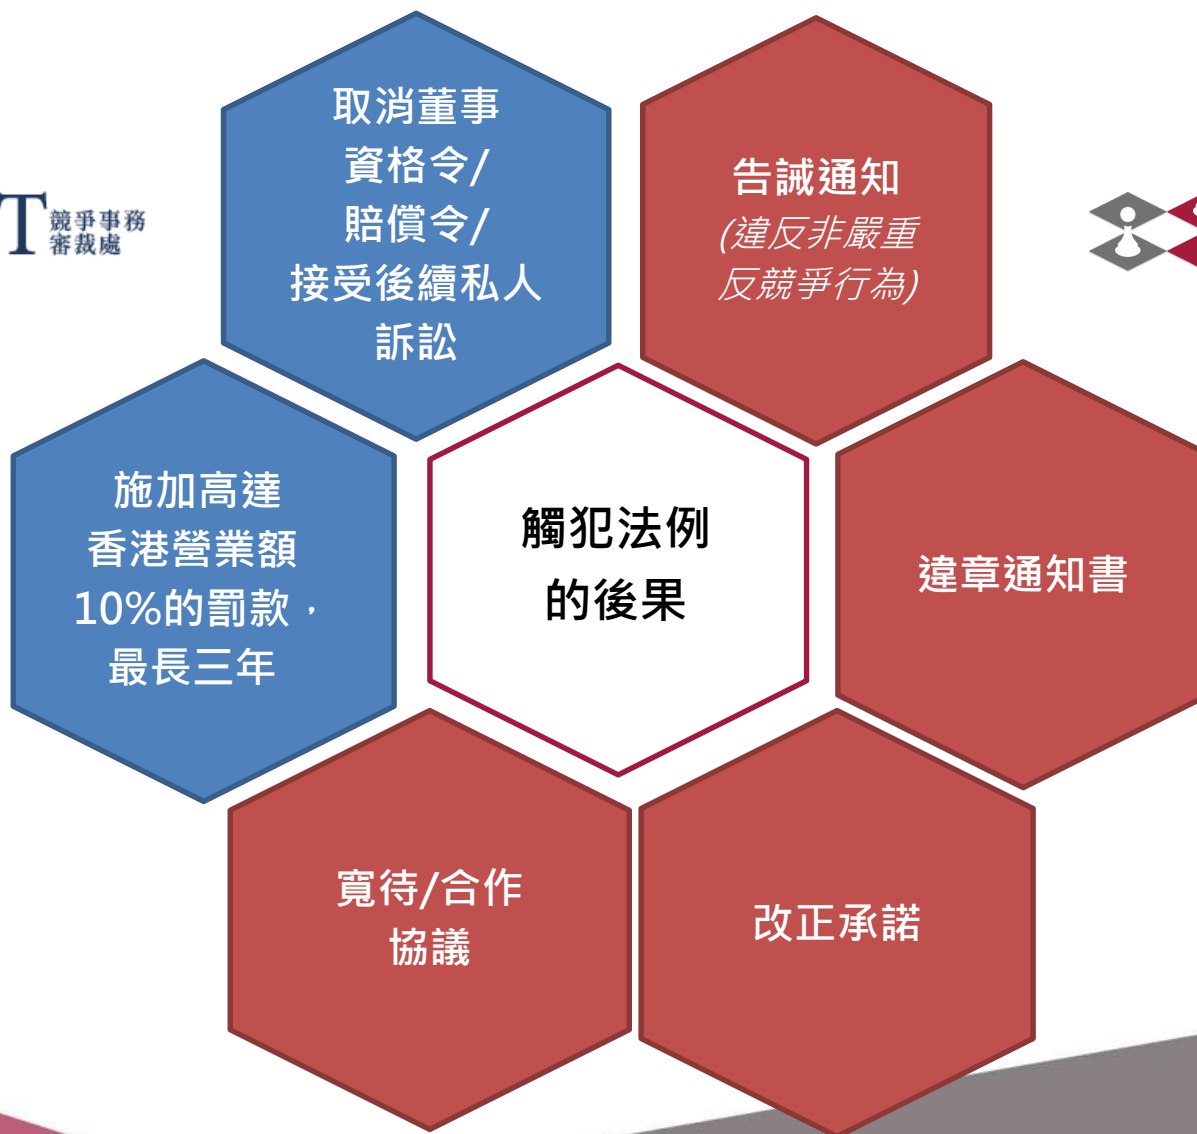 取消董事
資格令/
賠償令/
接受後續私人
訴訟
告誡通知
(違反非嚴重
反競爭行為)
T 競爭事務
審裁處
施加高達
香港營業額
10%的罰款，
最長三年
觸犯法例
的後果
違章通知書
寬待/合作
協議
改正承諾